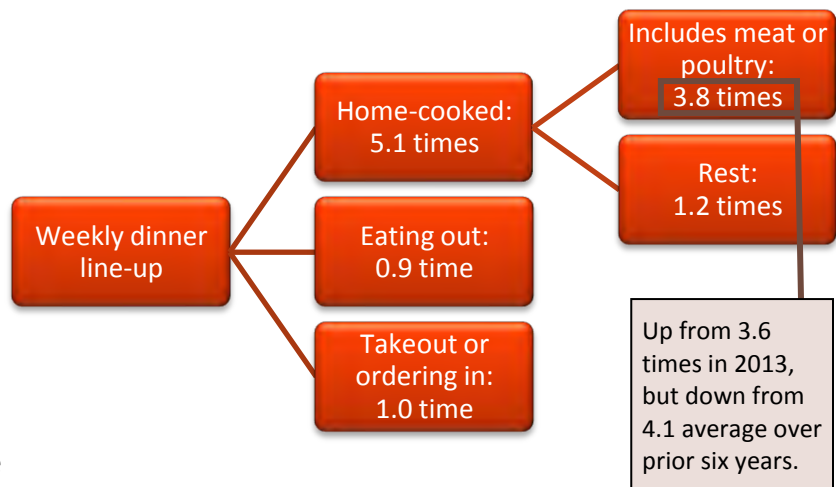 Weekly dinner
line-up
Home-cooked:
5.1 times
Eating out:
0.9 time
Takeout or
ordering in:
1.0 time
Includes meat or
poultry:
3.8 times
Rest:
1.2 times
Up from 3.6
times in 2013,
but down from
4.1 average over
prior six years.